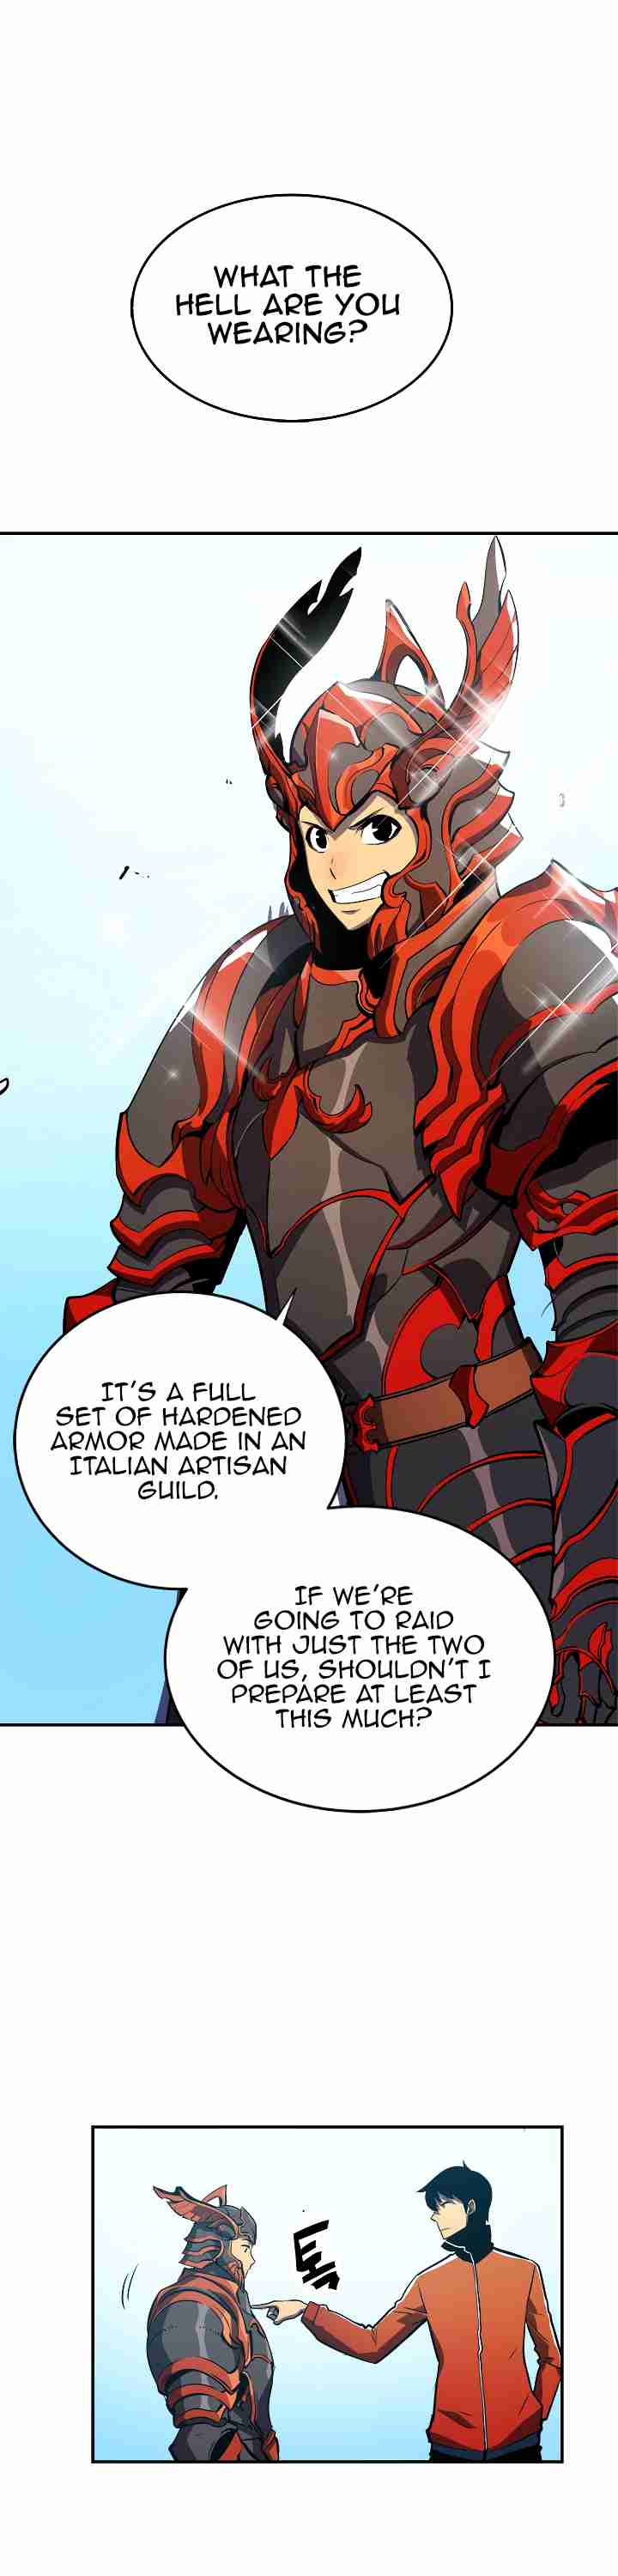 WHAT THE
HELL ARE YOU
WEARING?
IT'S A FULL
SET OF HARDENED
ARMOR MADE IN AN
ITALIAN ARTISAN
GUILD.
IF WE'RE
GOING TO RAID
WITH JUST THE TWO
OF US, SHOULDN'T I
PREPARE AT LEAST
THIS MUCH?
톡